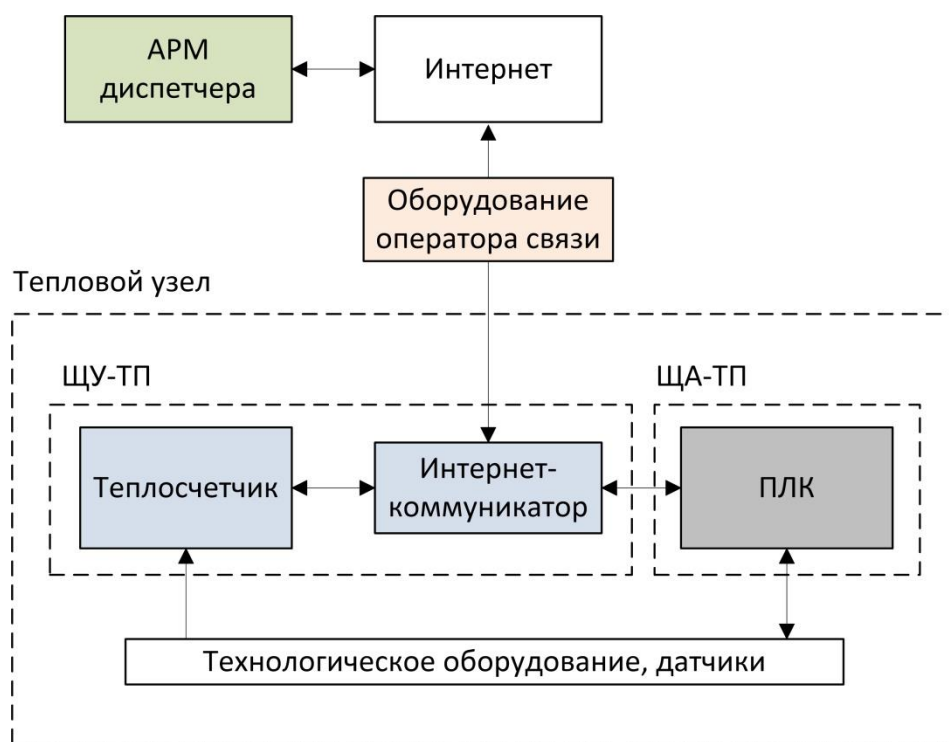 АРМ
диспетчера
Интернет
Оборудование
оператора связи
Тепловой узел
ЩУ-ТП
ЩА-ТП
Теплосчетчик
Интернет-
коммуникатор
ПЛК
Технологическое оборудование, датчики